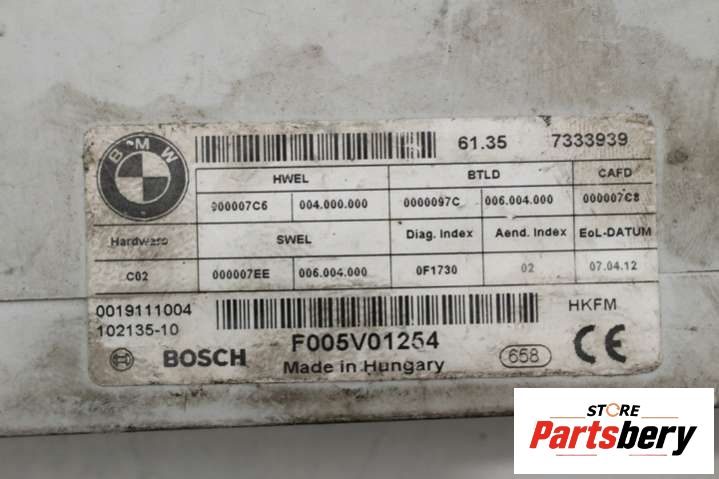 BMW
61.35 7333939
HWEL BTLD CAFD
000007C6 004.000.000 0000097C 006.004.000 000007C8
Hardware SWEL Diag. Index Aend. Index EoL-DATUM
C02 000007EE 006.004.000 0F1730 02 07.04.12
0019111004 HKFM
102135-10
BOSCH F005V01254 658 CE
Made in Hungary
STORE
Partsbery